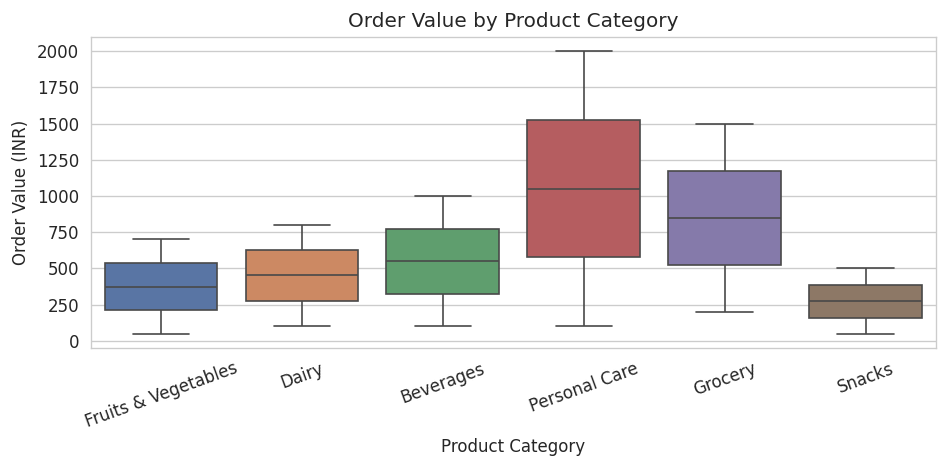 Order Value by Product Category
Order Value (INR)
2000
1750
1500
1250
1000
750
500
250
0
Fruits & Vegetables
Dairy
Beverages
Personal Care
Grocery
Snacks
Product Category